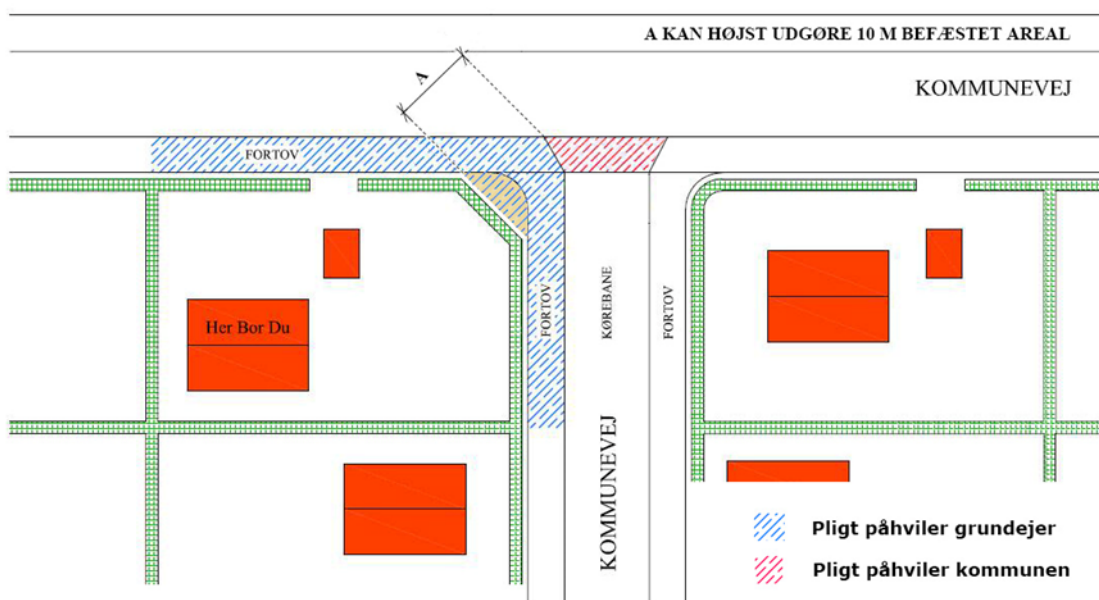 A KAN HØJST UDGØRE 10 M BEFÆSTET AREAL
A
KOMMUNEVEJ
FORTOV
Her Bor Du
FORTOV
KØREBANE
FORTOV
KOMMUNEVEJ
Pligt påhviler grundejer
Pligt påhviler kommunen